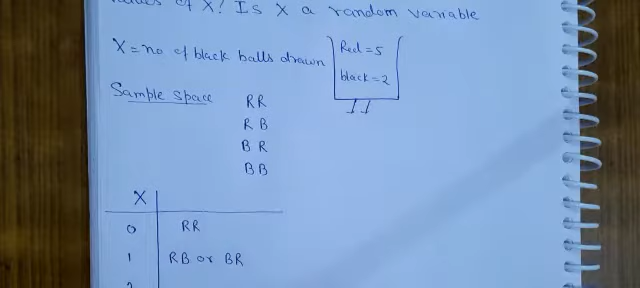 of X? Is X a random variable
X = no of black balls drawn
Red = 5
black = 2
Sample space
RR
RB
BR
BB
X
0 RR
1 RB or BR